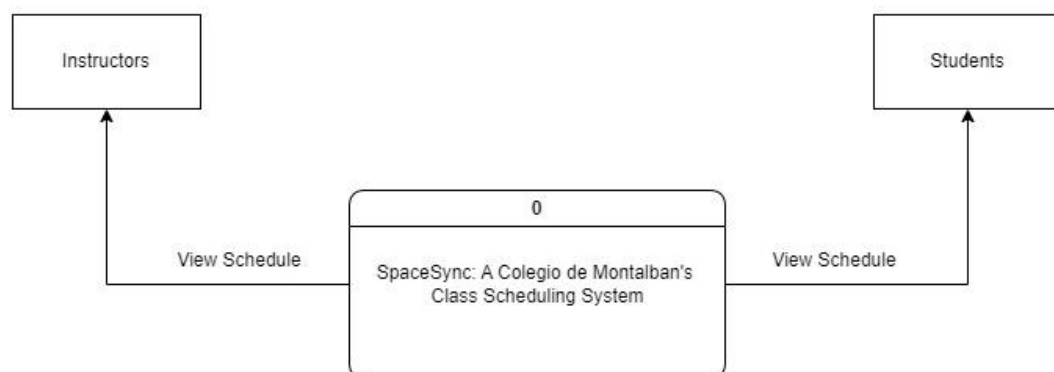 Instructors
Students
0
View Schedule
SpaceSync: A Colegio de Montalban's
Class Scheduling System
View Schedule